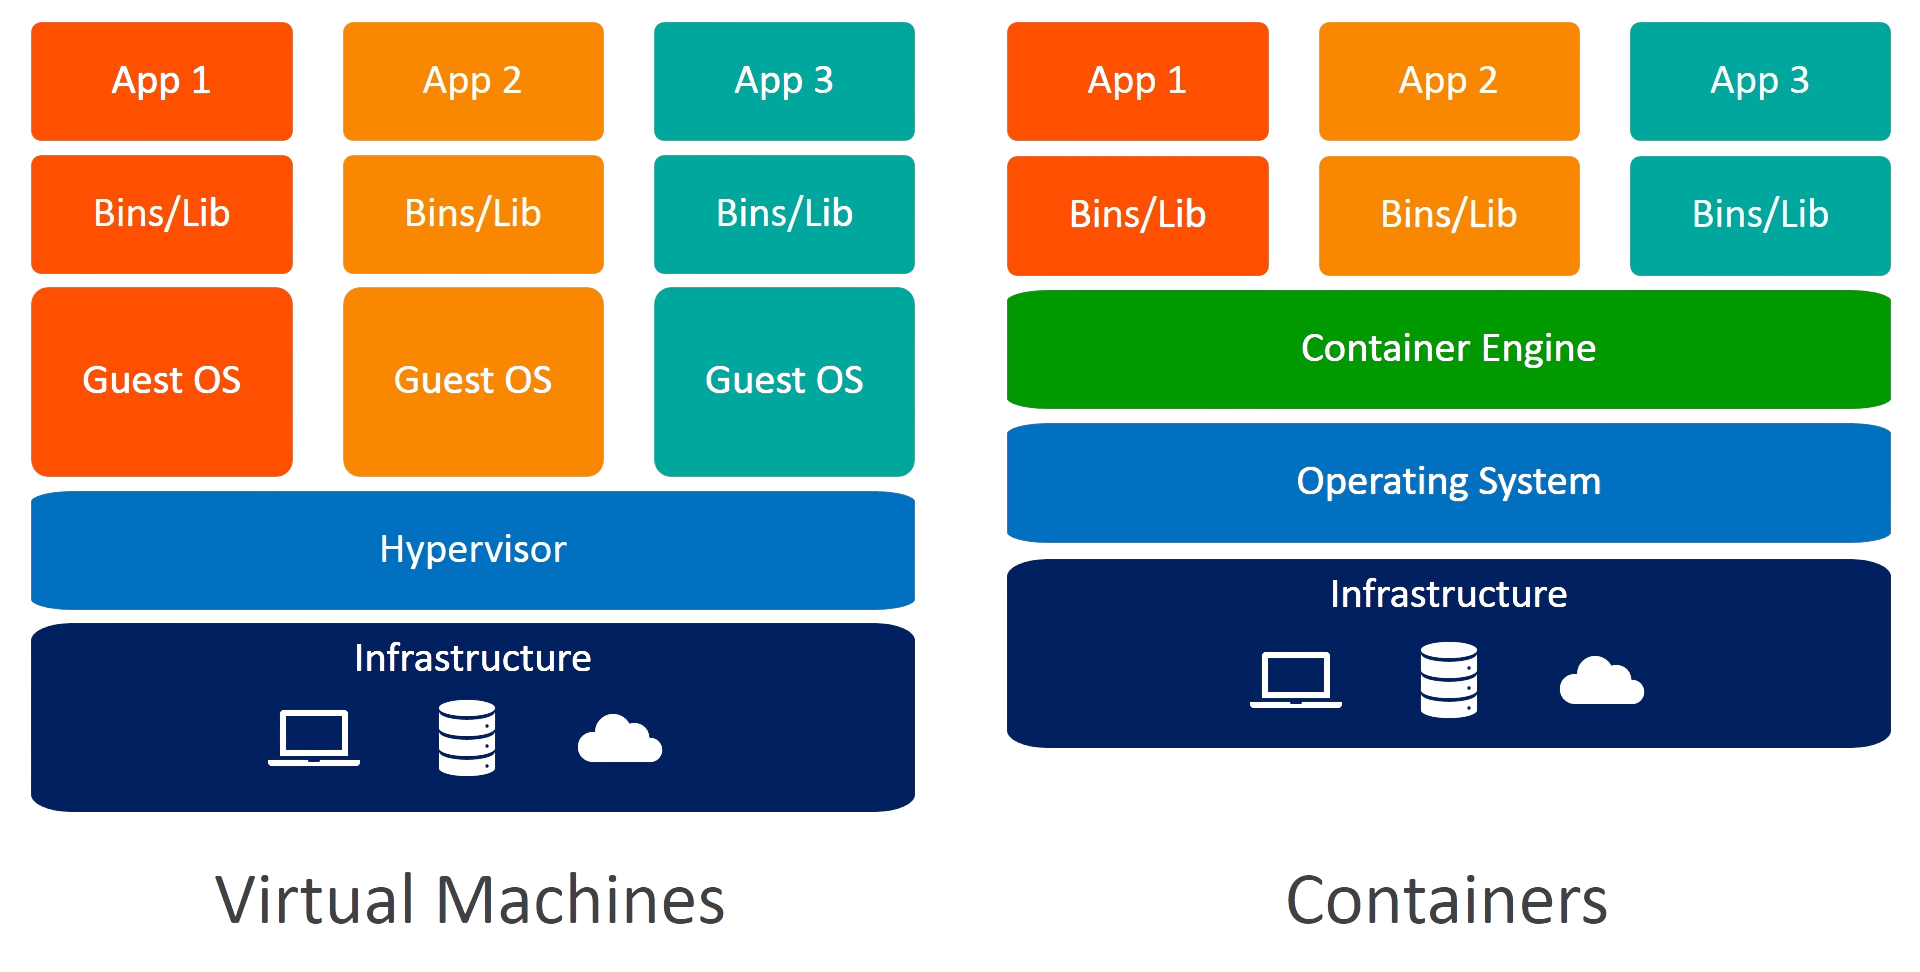 App 1
App 2
App 3
Bins/Lib
Bins/Lib
Bins/Lib
Guest OS
Guest OS
Guest OS
Hypervisor
Infrastructure
Virtual Machines
App 1
App 2
App 3
Bins/Lib
Bins/Lib
Bins/Lib
Container Engine
Operating System
Infrastructure
Containers